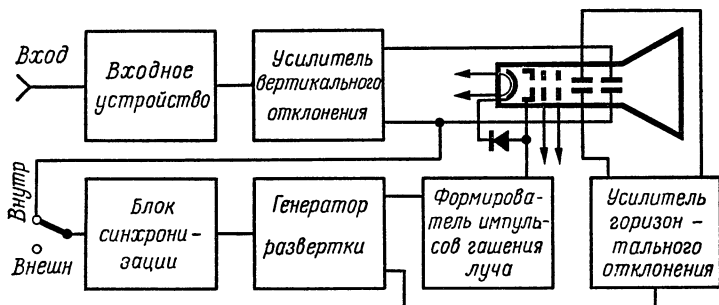 Вход
Входное
устройство
Усилитель
вертикального
отклонения
Внутр
Внешн
Блок
синхрони-
зации
Генератор
развертки
Формирова-
тель импуль-
сов гашения
луча
Усилитель
горизон-
тального
отклонения